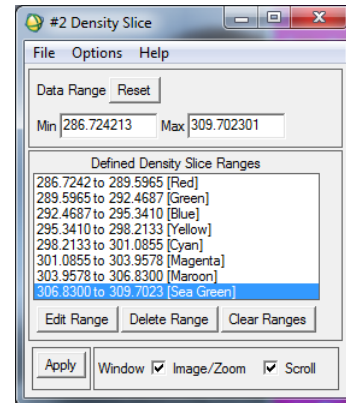 #2 Density Slice
File Options Help
Data Range Reset
Min 286.724213 Max 309.702301
Defined Density Slice Ranges
286.7242 to 289.5965 [Red]
289.5965 to 292.4687 [Green]
292.4687 to 295.3410 [Blue]
295.3410 to 298.2133 [Yellow]
298.2133 to 301.0855 [Cyan]
301.0855 to 303.9578 [Magenta]
303.9578 to 306.8300 [Maroon]
306.8300 to 309.7023 [Sea Green]
Edit Range Delete Range Clear Ranges
Apply Window Image/Zoom Scroll